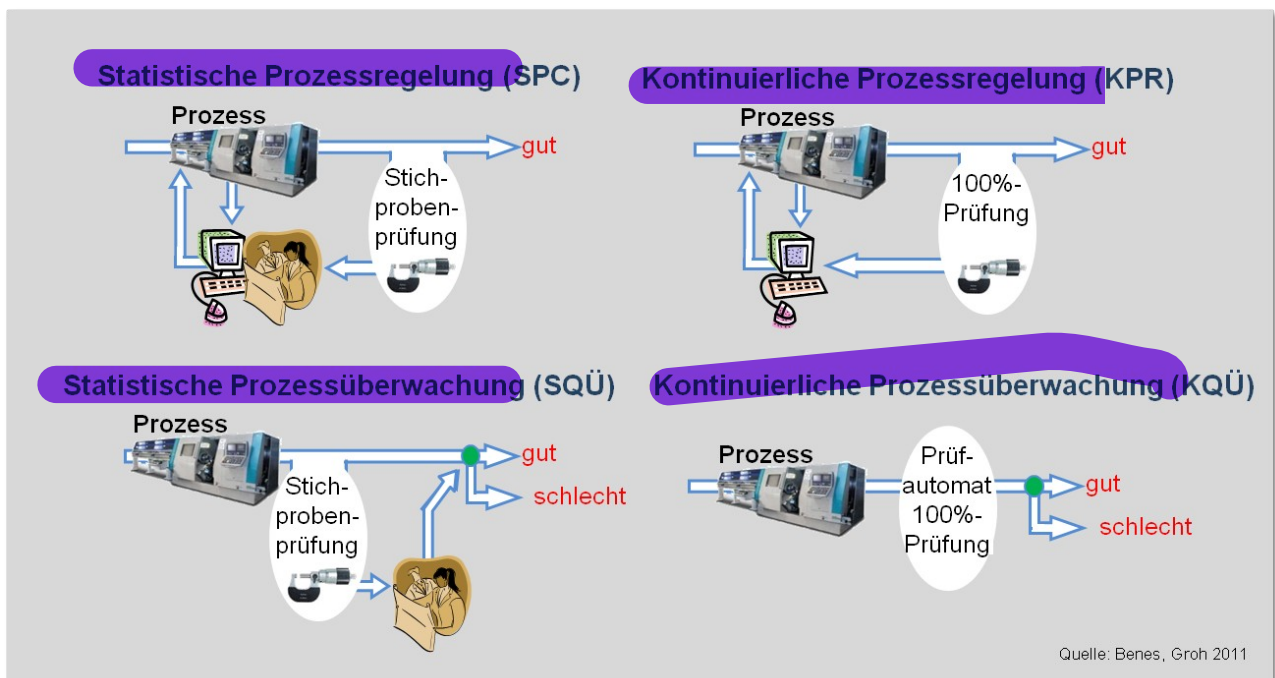 Statistische Prozessregelung (SPC)
Prozess
gut
Stich-
proben-
prüfung
Kontinuierliche Prozessregelung (KPR)
Prozess
gut
100%-
Prüfung
Statistische Prozessüberwachung (SQÜ)
Prozess
gut
schlecht
Stich-
proben-
prüfung
Kontinuierliche Prozessüberwachung (KQÜ)
Prozess
Prüf-
automat
100%-
Prüfung
gut
schlecht
Quelle: Benes, Groh 2011